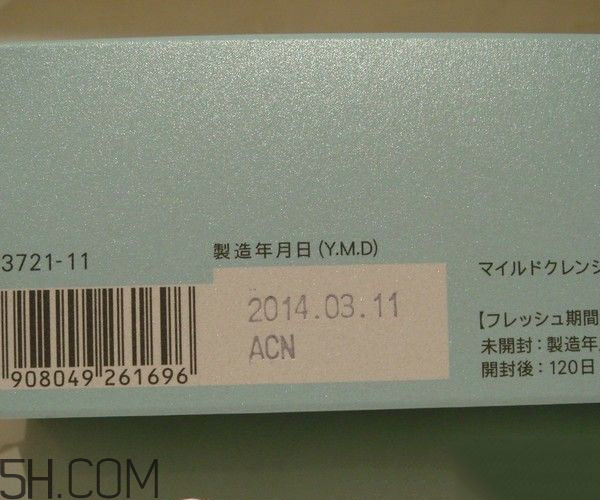 製造年月日(Y.M.D)
3721-11
マイルドクレン
2014.03.11
ACN
【フレッシュ期間
未開封：製造年
開封後：120日
908049 261696
5H.COM